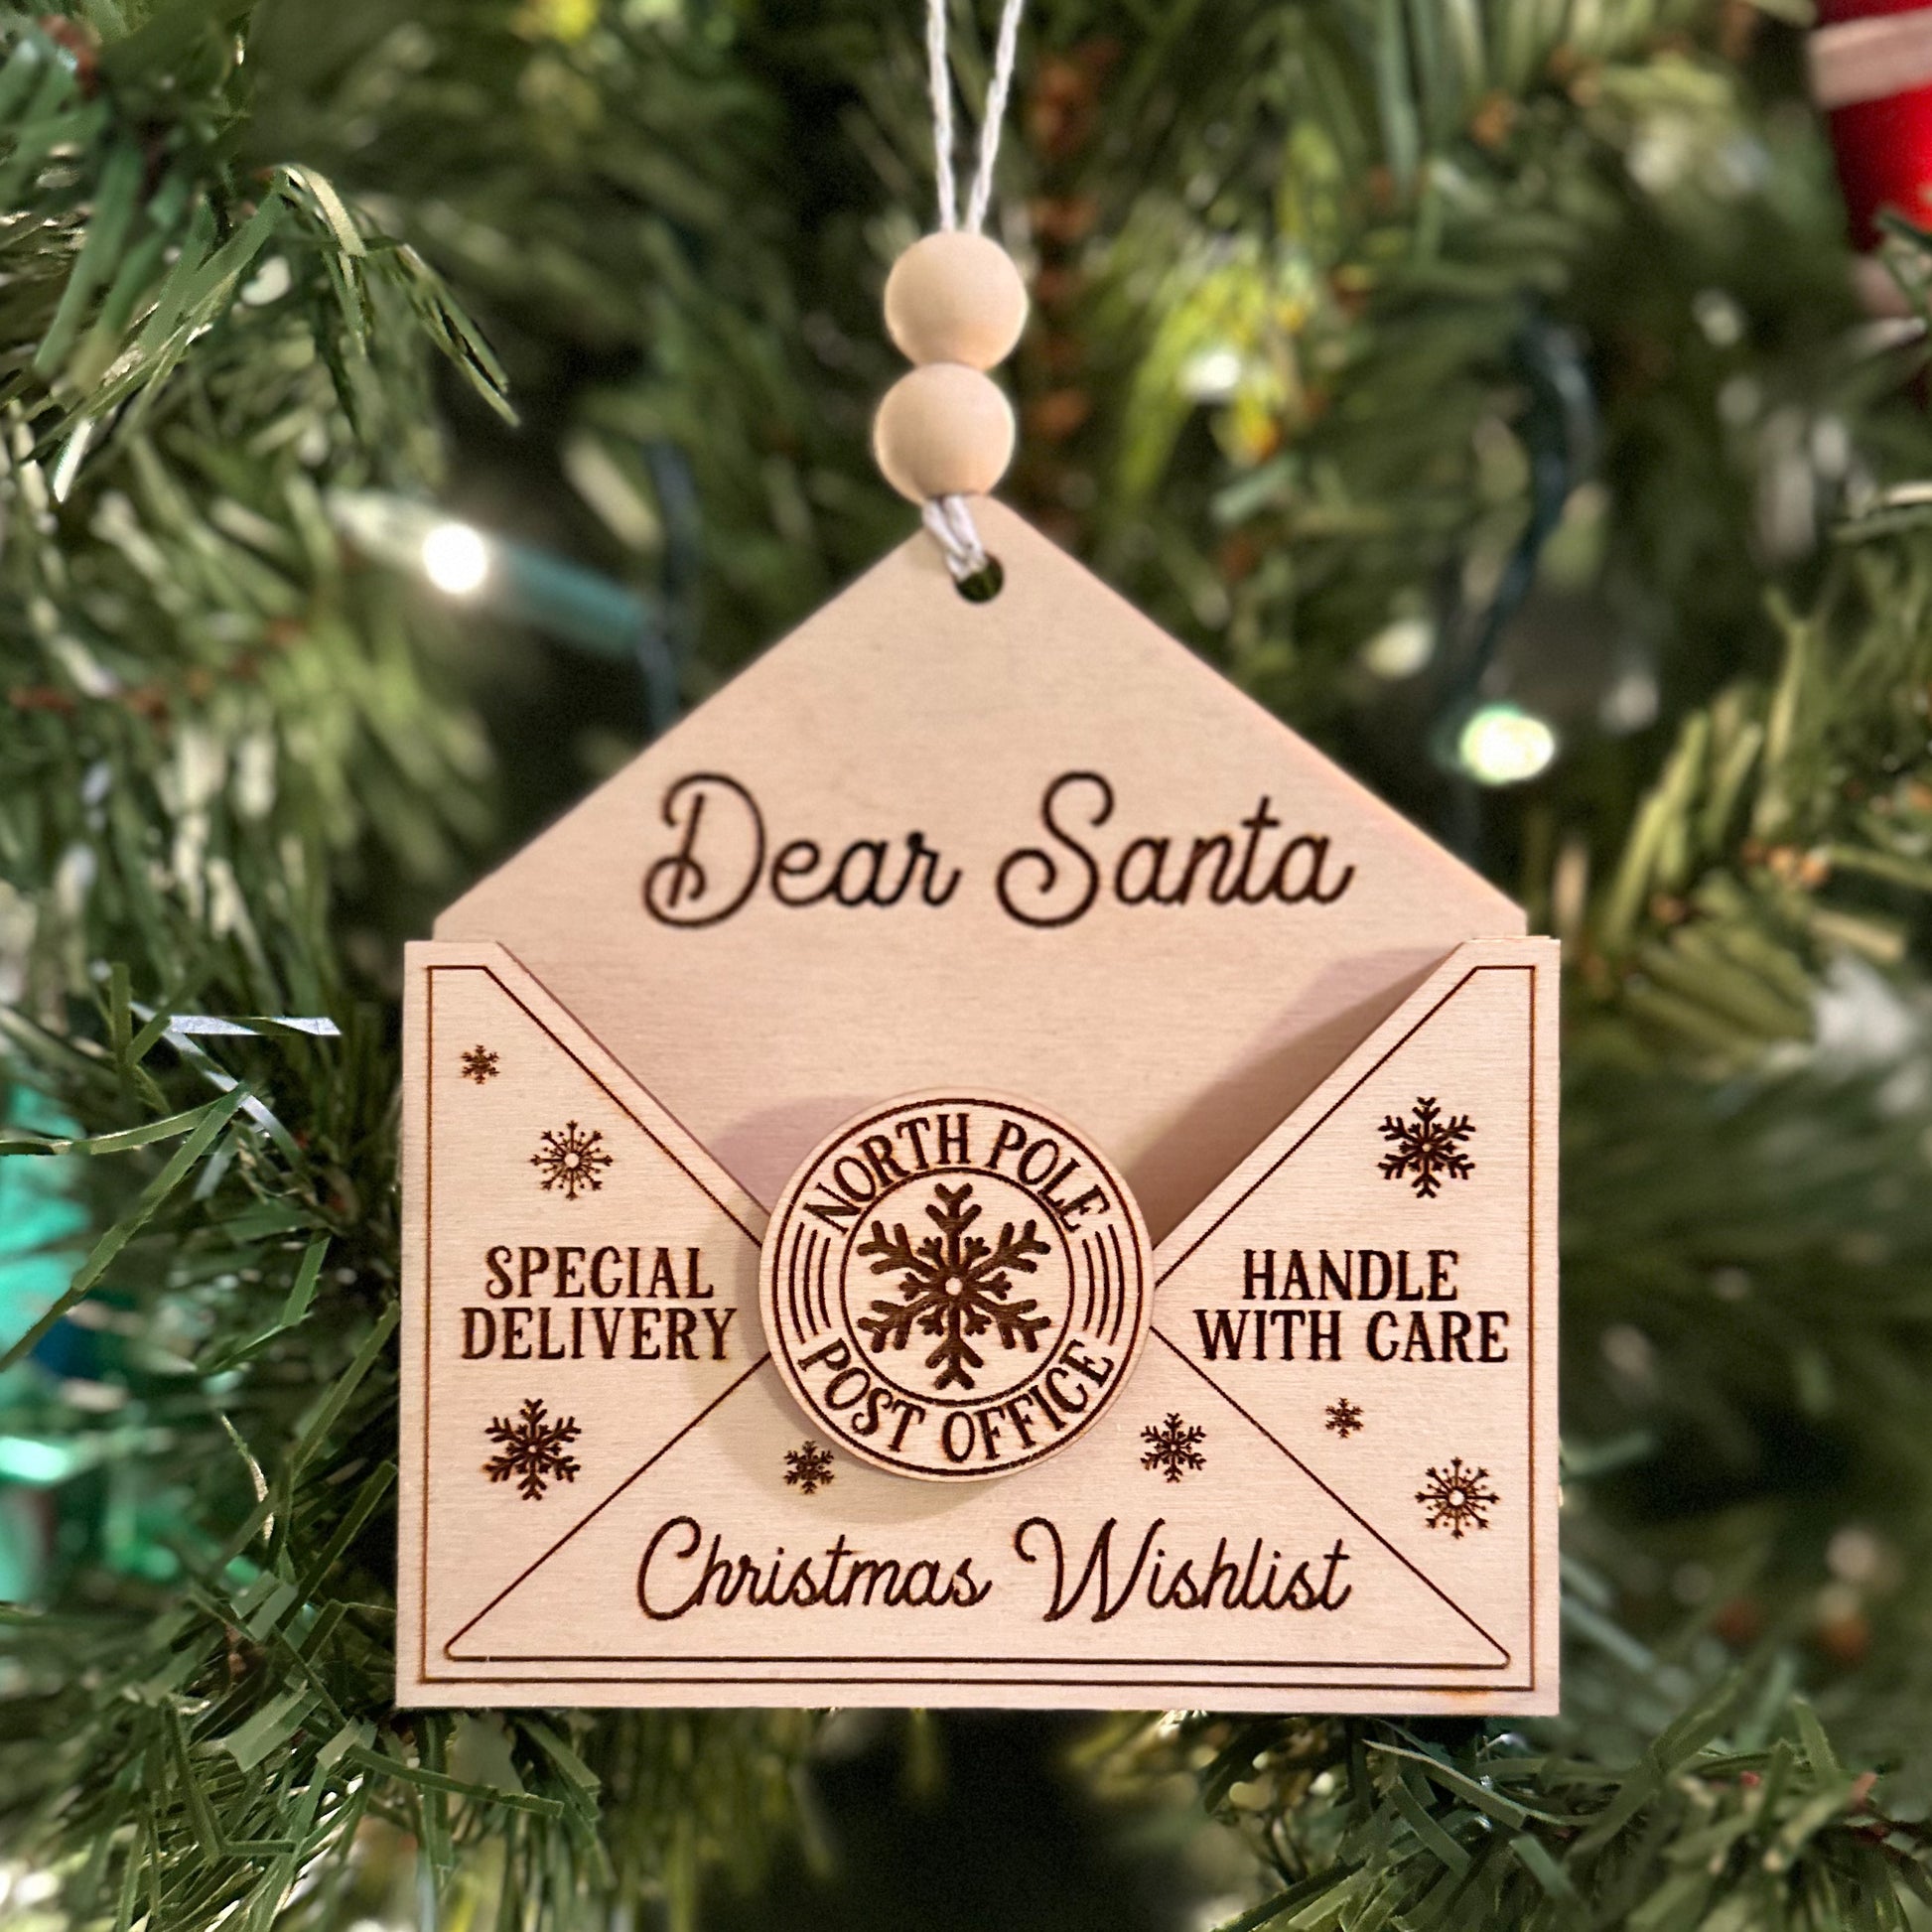 Dear Santa
NORTH POLE
SPECIAL
DELIVERY
HANDLE
WITH CARE
POST OFFICE
Christmas Wishlist